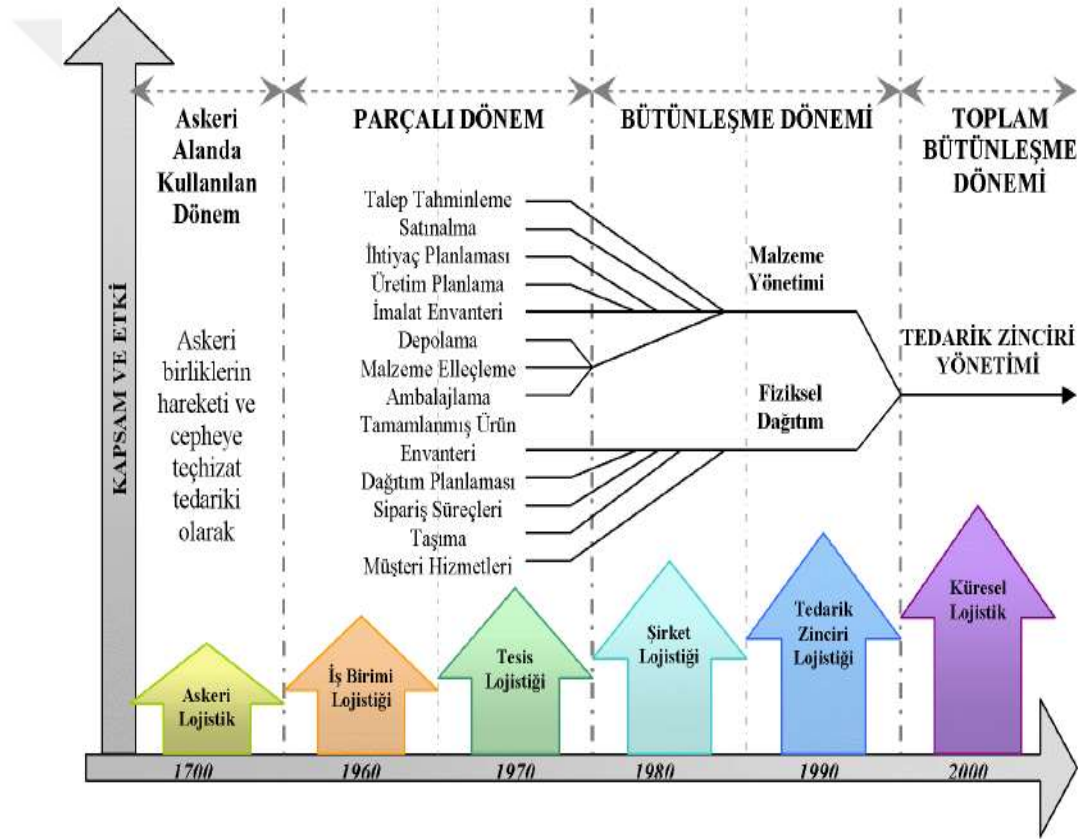 KAPSAM VE ETKİ
Askeri
Alanda
Kullanılan
Dönem
Askeri
birliklerin
hareketi ve
cepheye
teçhizat
tedariki
olarak
PARÇALI DÖNEM
Talep Tahminleme
Satınalma
İhtiyaç Planlaması
Üretim Planlama
İmalat Envanteri
Depolama
Malzeme Elleçleme
Ambalajlama
Tamamlanmış Ürün
Envanteri
Dağıtım Planlaması
Sipariş Süreçleri
Taşıma
Müşteri Hizmetleri
BÜTÜNLEŞME DÖNEMİ
Malzeme
Yönetimi
Fiziksel
Dağıtım
TOPLAM
BÜTÜNLEŞME
DÖNEMİ
TEDARİK ZİNCİRİ
YÖNETİMİ
Askeri
Lojistik
İş Birimi
Lojistiği
Tesis
Lojistiği
Şirket
Lojistiği
Tedarik
Zinciri
Lojistiği
Küresel
Lojistik
1700
1960
1970
1980
1990
2000